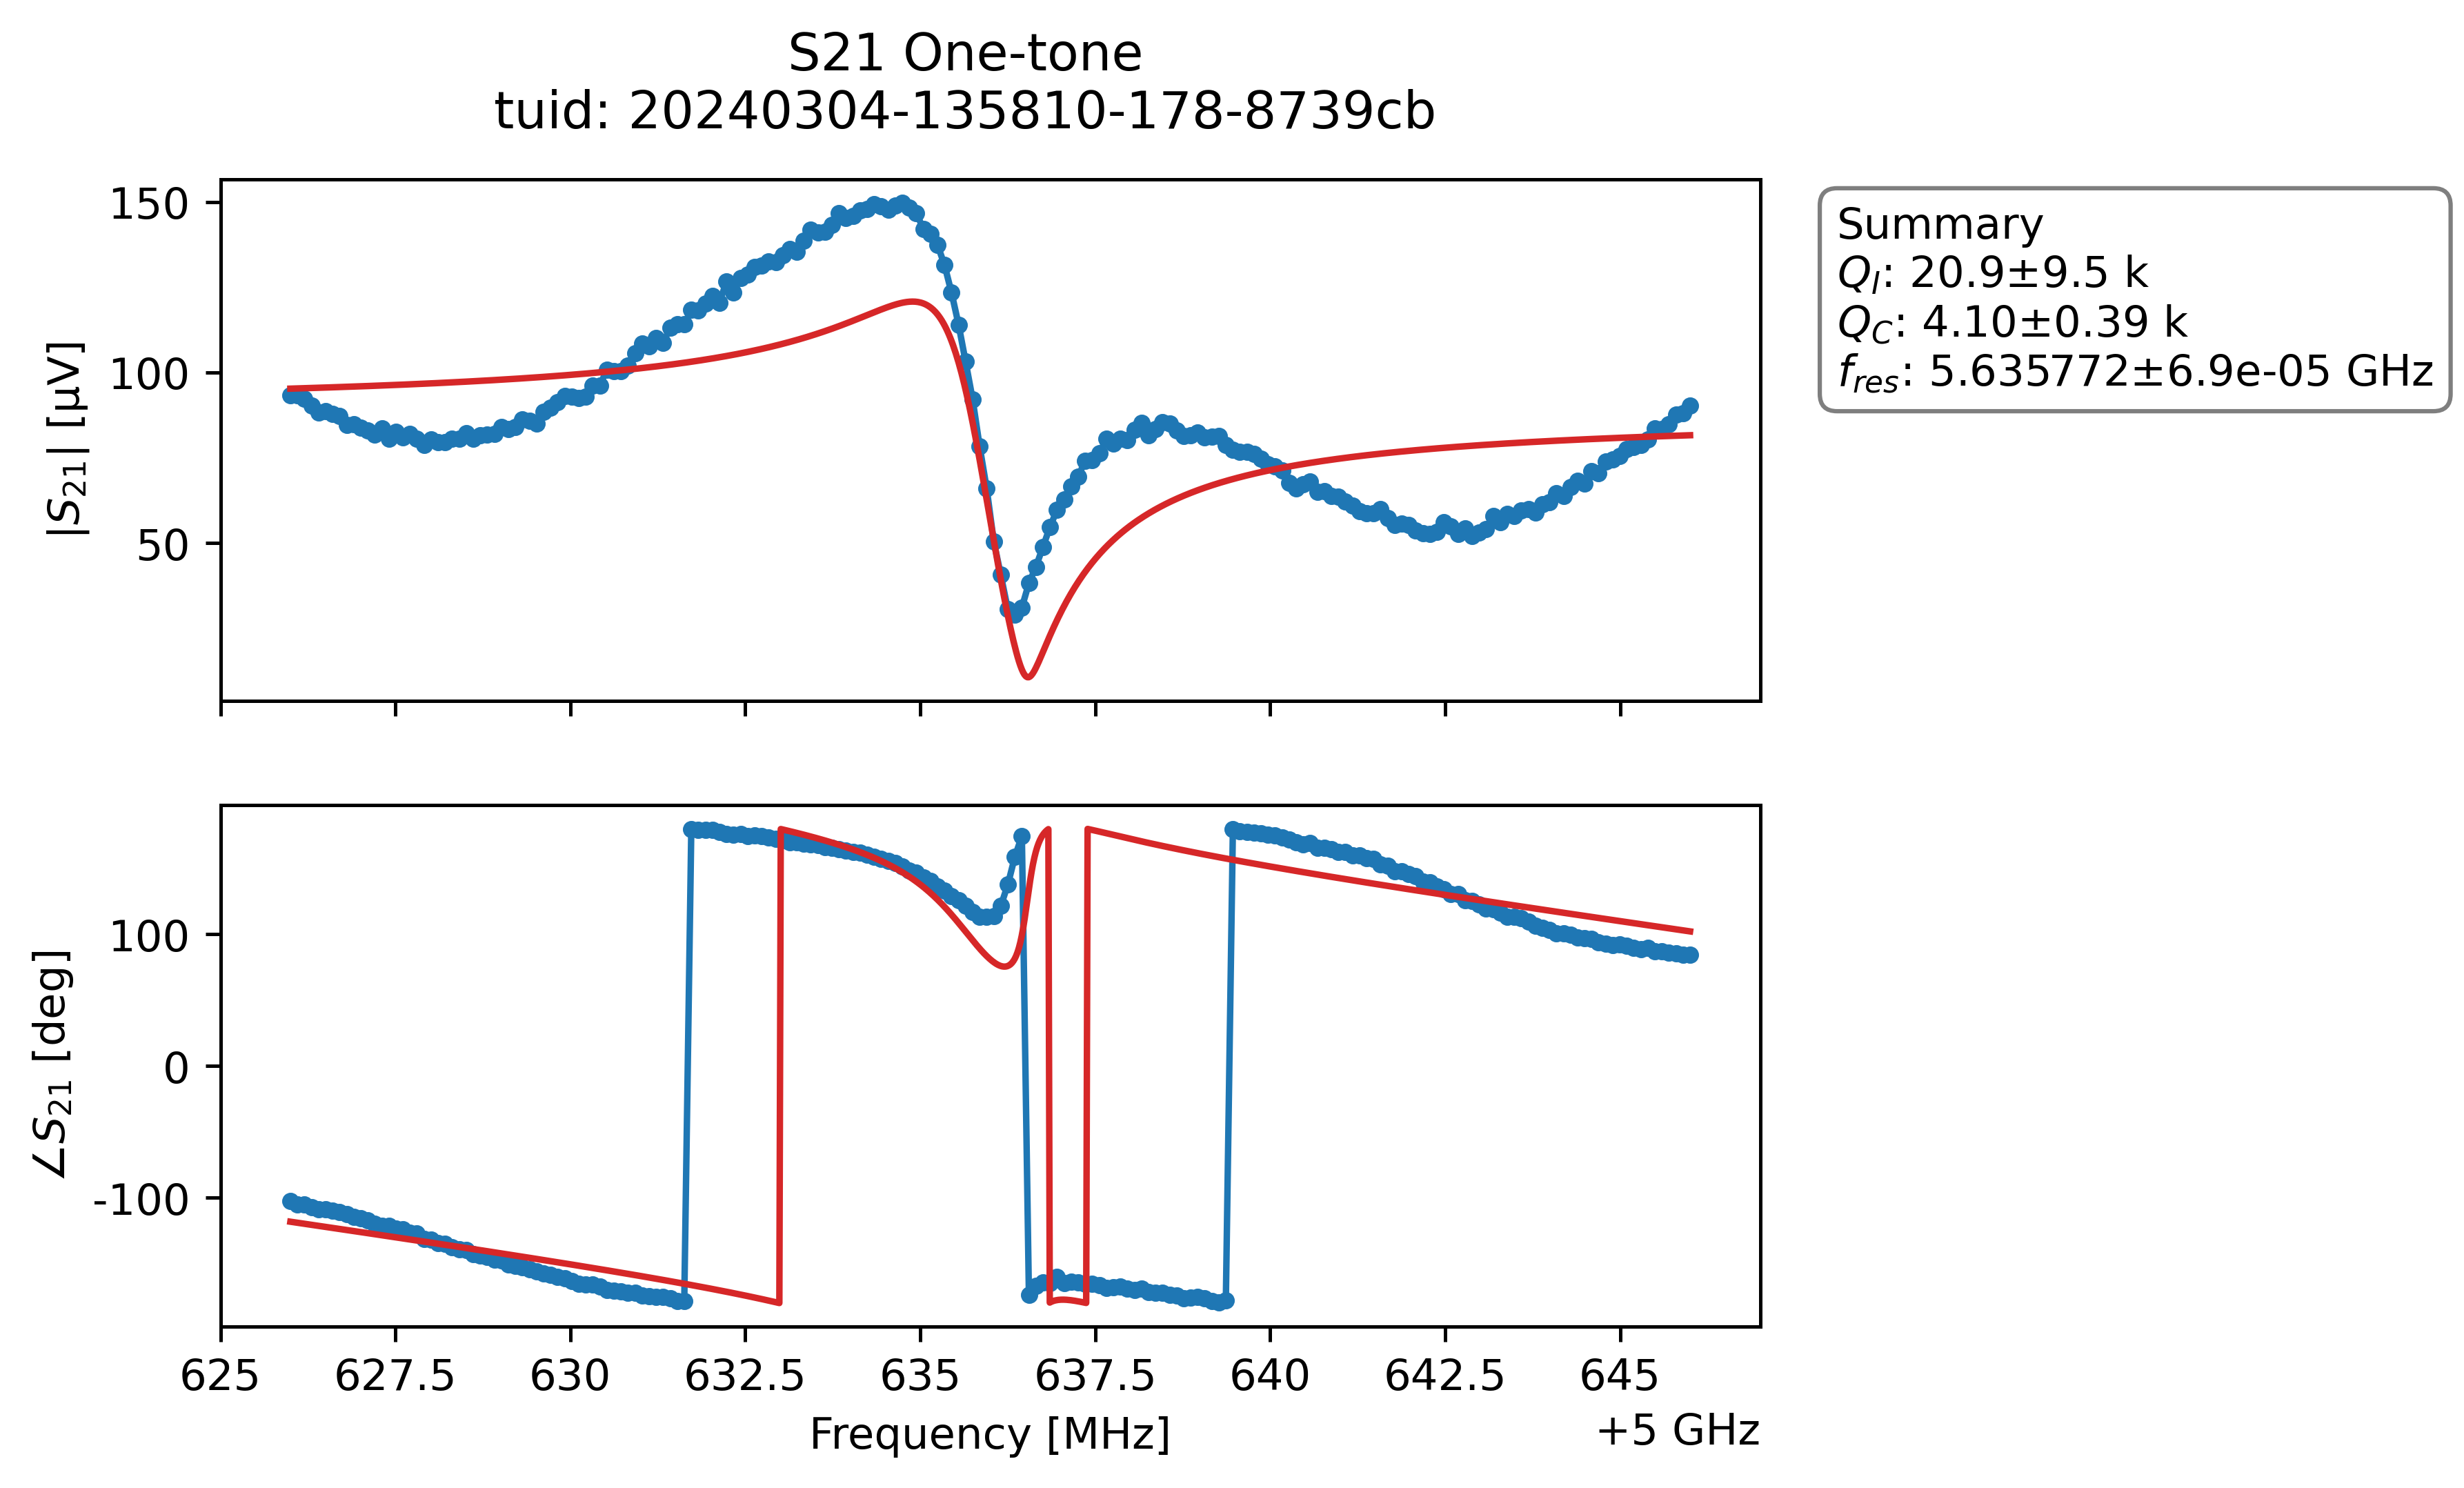 S21 One-tone
tuid: 20240304-135810-178-8739cb
150
100
50
|S21| [µV]
Summary
QI: 20.9±9.5 k
QC: 4.10±0.39 k
fres: 5.635772±6.9e-05 GHz
100
0
-100
∠S21 [deg]
625 627.5 630 632.5 635 637.5 640 642.5 645
Frequency [MHz]
+5 GHz